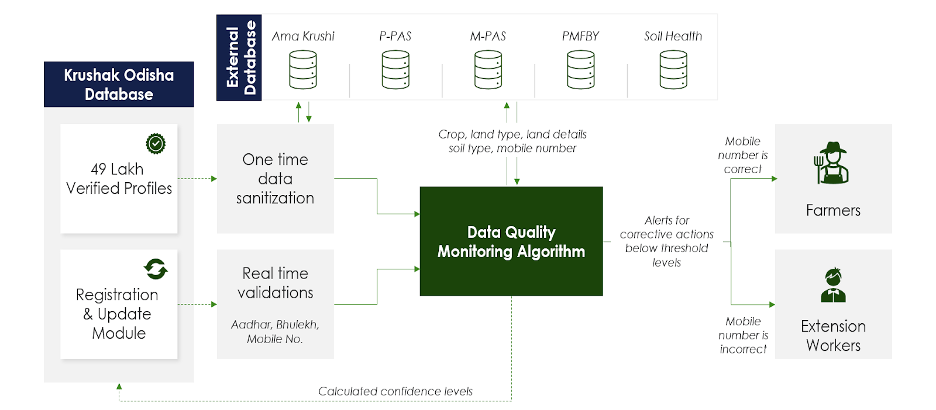 External
Database
Ama Krushi
P-PAS
M-PAS
PMFBY
Soil Health
Krushak Odisha
Database
49 Lakh
Verified Profiles
Registration
& Update
Module
One time
data
sanitization
Real time
validations
Aadhar, Bhulekh,
Mobile No.
Crop, land type, land details
soil type, mobile number
Data Quality
Monitoring Algorithm
Alerts for
corrective actions
below threshold
levels
Mobile
number is
correct
Farmers
Mobile
number is
incorrect
Extension
Workers
Calculated confidence levels